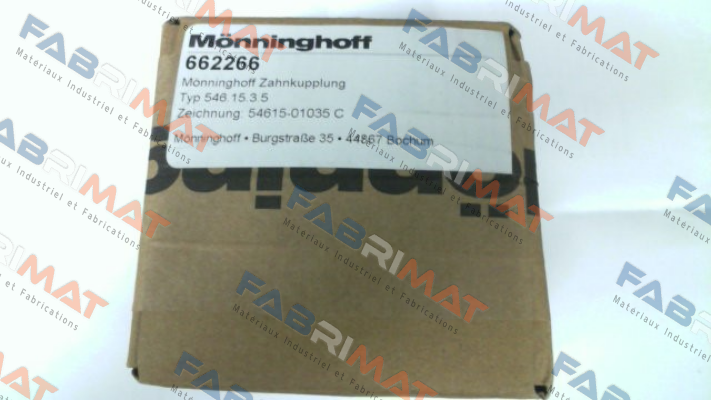 Mönninghoff
662266
Mönninghoff Zahnkupplung
Typ 546.15.3.5
Zeichnung: 54615-01035 C
Mönninghoff • Burgstraße 35 • 44867 Bochum
FABRIMAT
Matériaux Industriel et Fabrications